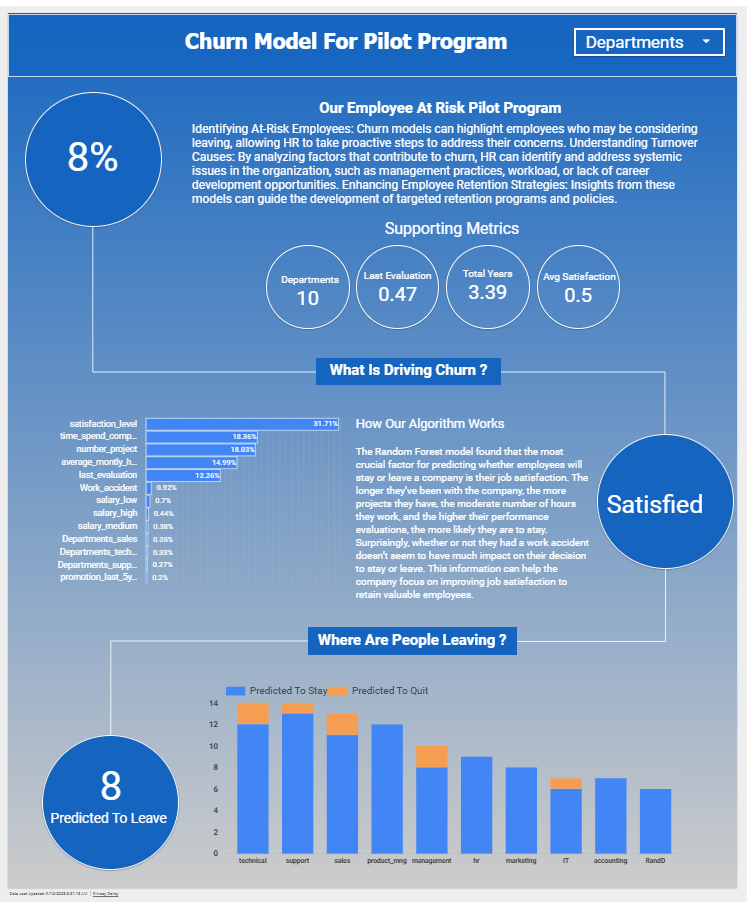 Churn Model For Pilot Program
Departments
8%
Our Employee At Risk Pilot Program
Identifying At-Risk Employees: Churn models can highlight employees who may be considering
leaving, allowing HR to take proactive steps to address their concerns. Understanding Turnover
Causes: By analyzing factors that contribute to churn, HR can identify and address systemic
issues in the organization, such as management practices, workload, or lack of career
development opportunities. Enhancing Employee Retention Strategies: Insights from these
models can guide the development of targeted retention programs and policies.
Supporting Metrics
Departments
10
Last Evaluation
0.47
Total Years
3.39
Avg Satisfaction
0.5
What Is Driving Churn ?
satisfaction_level 31.71%
time_spend_comp... 18.36%
number_project 18.03%
average_montly_h... 14.99%
last_evaluation 12.26%
Work_accident 0.92%
salary_low 0.7%
salary_high 0.44%
salary_medium 0.38%
Departments_sales 0.35%
Departments_tech... 0.33%
Departments_supp... 0.27%
promotion_last_5y... 0.2%
How Our Algorithm Works
The Random Forest model found that the most
crucial factor for predicting whether employees will
stay or leave a company is their job satisfaction. The
longer they've been with the company, the more
projects they have, the moderate number of hours
they work, and the higher their performance
evaluations, the more likely they are to stay.
Surprisingly, whether or not they had a work accident
doesn't seem to have much impact on their decision
to stay or leave. This information can help the
company focus on improving job satisfaction to
retain valuable employees.
Satisfied
Where Are People Leaving ?
8
Predicted To Leave
Predicted To Stay
Predicted To Quit
14
12
10
8
6
4
2
0
technical support sales product_mng management hr marketing IT accounting RandD
Data Last Updated:
Privacy Policy